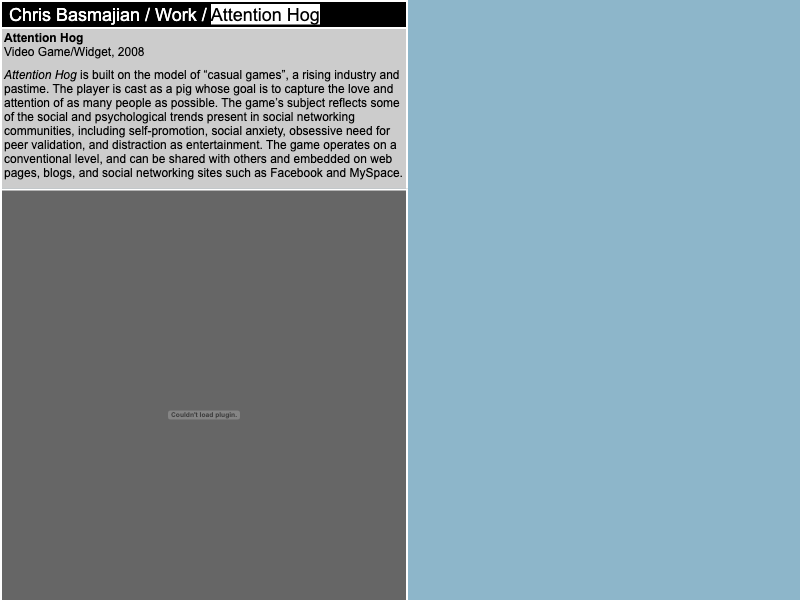 Chris Basmajian / Work / Attention Hog
Attention Hog
Video Game/Widget, 2008
Attention Hog is built on the model of “casual games”, a rising industry and
pastime. The player is cast as a pig whose goal is to capture the love and
attention of as many people as possible. The game’s subject reflects some
of the social and psychological trends present in social networking
communities, including self-promotion, social anxiety, obsessive need for
peer validation, and distraction as entertainment. The game operates on a
conventional level, and can be shared with others and embedded on web
pages, blogs, and social networking sites such as Facebook and MySpace.
Couldn't load plugin.